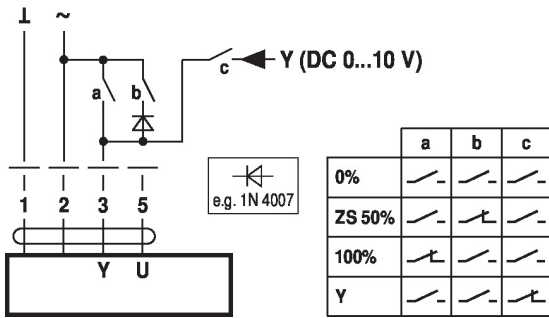 ⊥ ~
a b c Y (DC 0...10 V)
1 2 3 5
Y U
e.g. 1N 4007
a b c
0%
ZS 50%
100%
Y